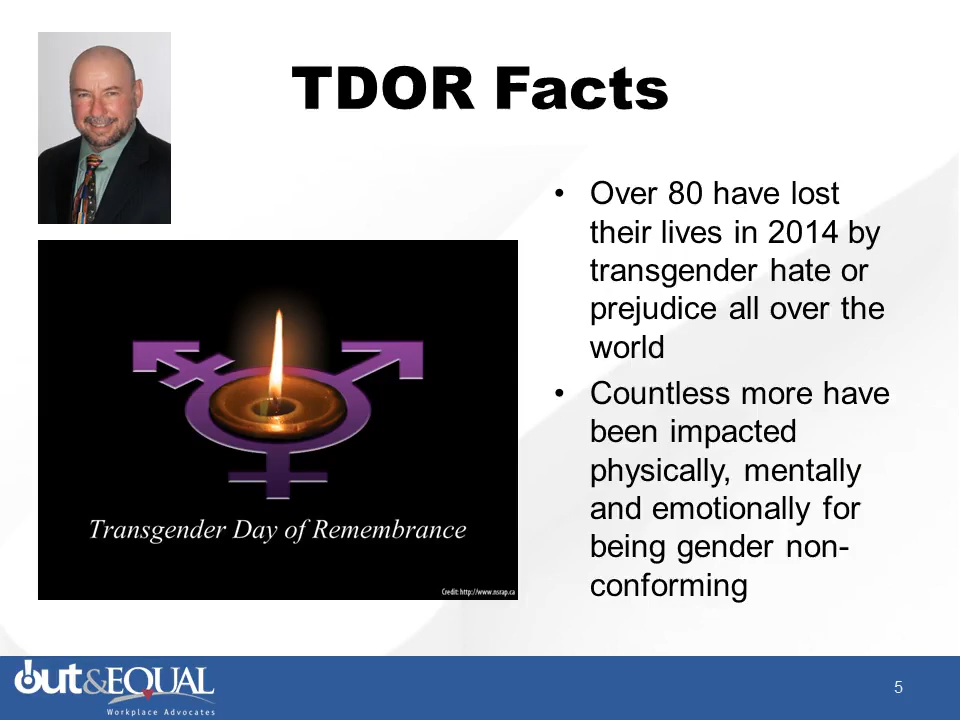 TDOR Facts
• Over 80 have lost
their lives in 2014 by
transgender hate or
prejudice all over the
world
• Countless more have
been impacted
physically, mentally
and emotionally for
being gender non-
conforming
Transgender Day of Remembrance
Credit: http://www.nsrap.ca
Out&EQUAL
Workplace Advocates
5